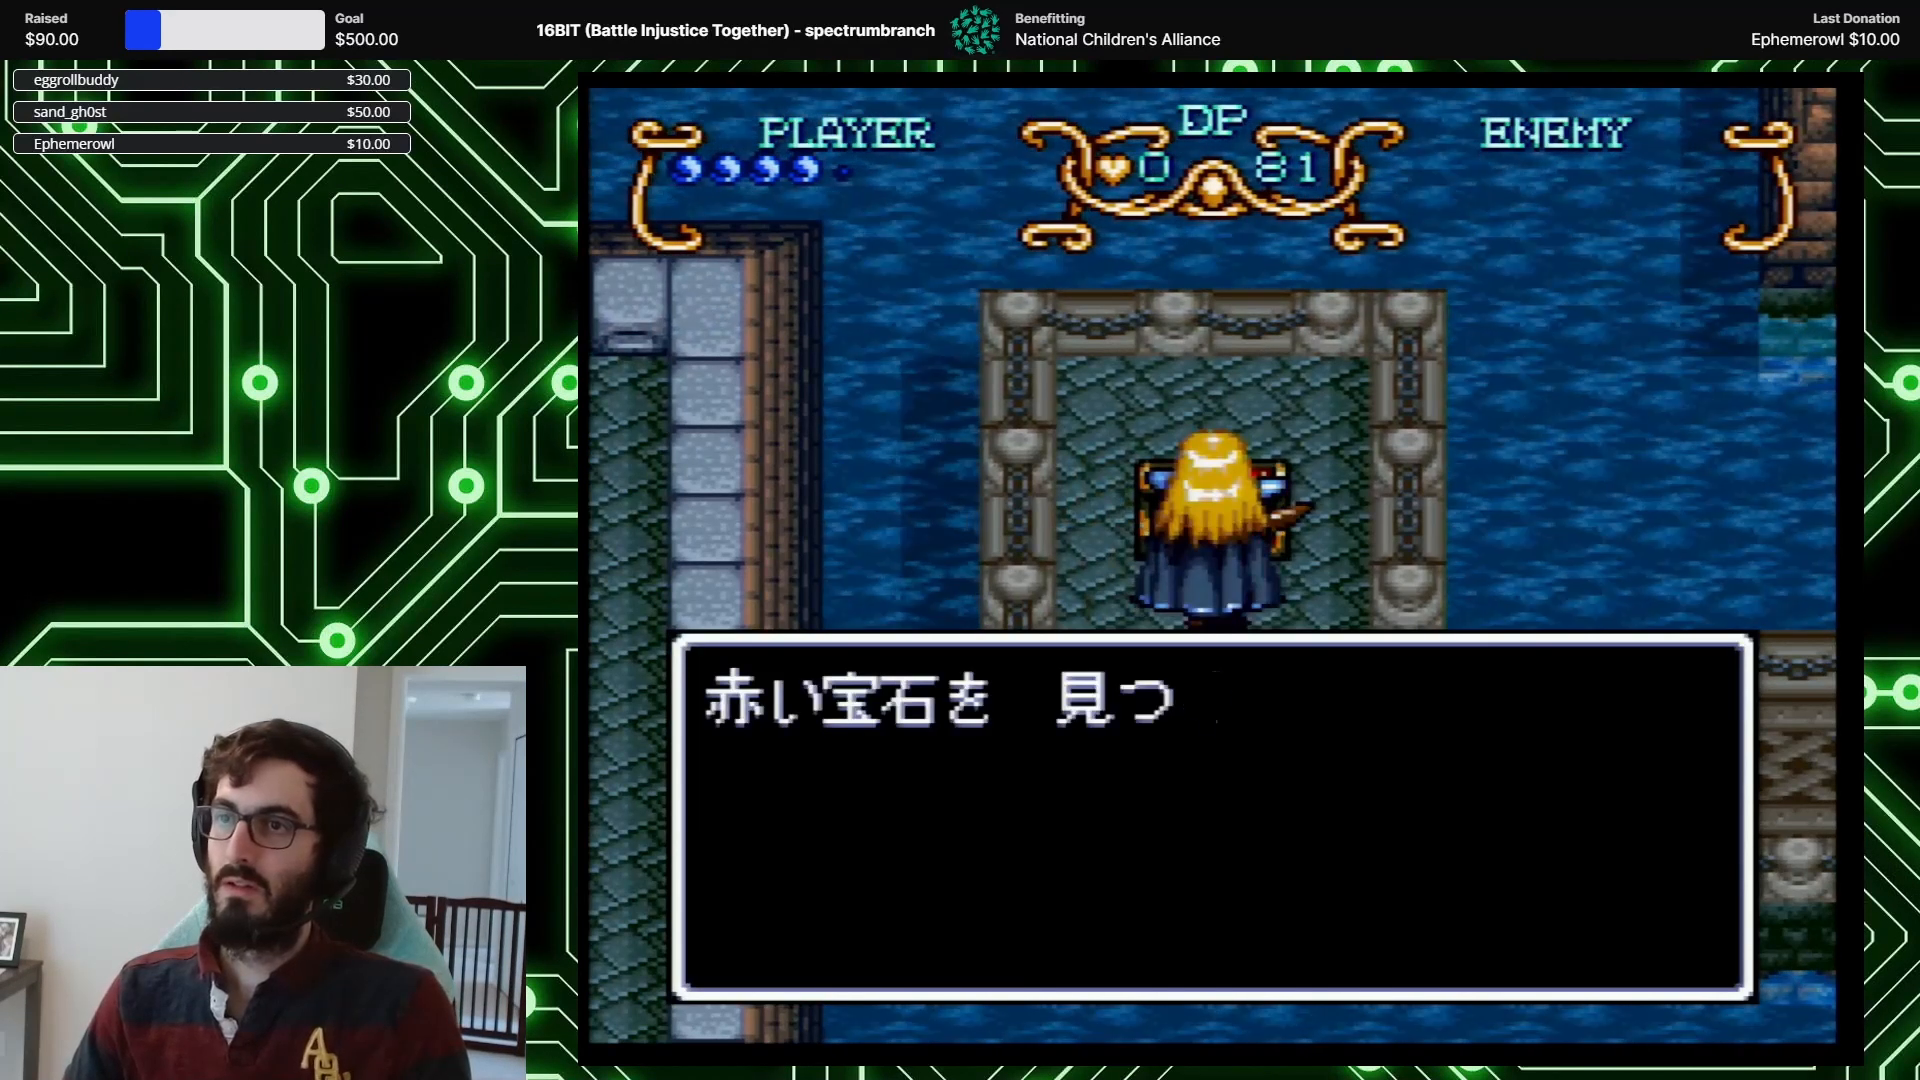 Raised
$90.00
Goal
$500.00
16BIT (Battle Injustice Together) - spectrumbranch
Benefitting
National Children's Alliance
Last Donation
Ephemerowl $10.00
eggrollbuddy $30.00
sand_gh0st $50.00
Ephemerowl $10.00
PLAYER
DP
ENEMY
0 81
赤い宝石を 見つ